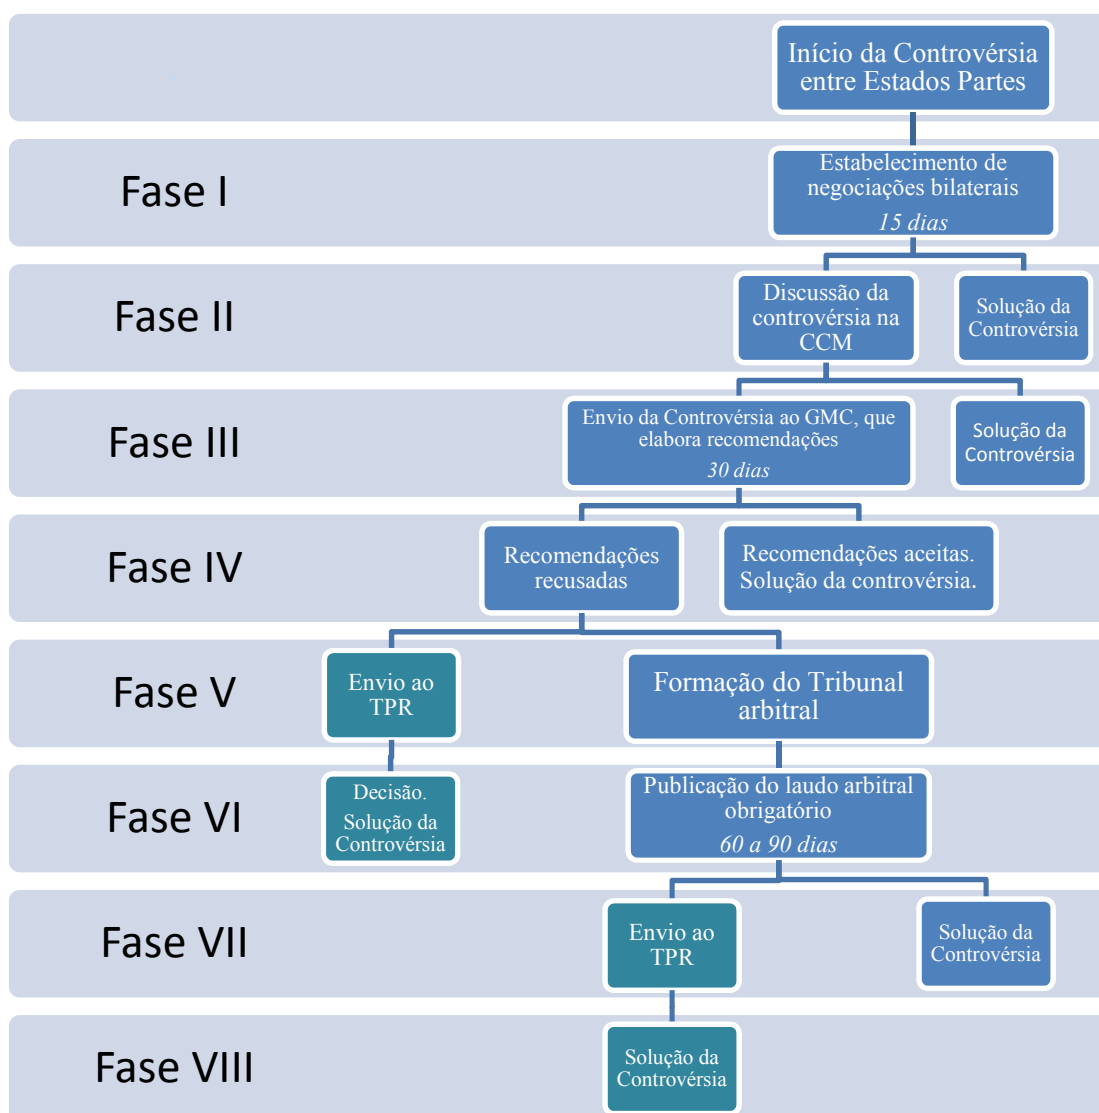 Início da Controvérsia
entre Estados Partes
Fase I
Estabelecimento de
negociações bilaterais
15 dias
Fase II
Discussão da
controvérsia na
CCM
Solução da
Controvérsia
Fase III
Envio da Controvérsia ao GMC, que
elabora recomendações
30 dias
Solução da
Controvérsia
Fase IV
Recomendações
recusadas
Recomendações aceitas.
Solução da controvérsia.
Fase V
Envio ao
TPR
Formação do Tribunal
arbitral
Fase VI
Decisão.
Solução da
Controvérsia
Publicação do laudo arbitral
obrigatório
60 a 90 dias
Fase VII
Envio ao
TPR
Solução da
Controvérsia
Fase VIII
Solução da
Controvérsia